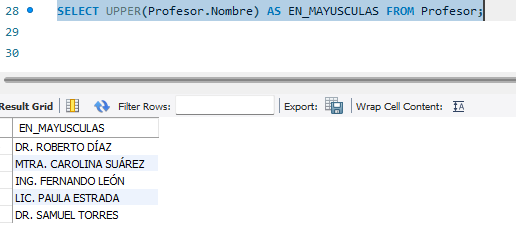 28 SELECT UPPER(Profesor.Nombre) AS EN_MAYUSCULAS FROM Profesor;
29
30
Result Grid Filter Rows: Export: Wrap Cell Content: IA
EN_MAYUSCULAS
DR. ROBERTO DÍAZ
MTRA. CAROLINA SUÁREZ
ING. FERNANDO LEÓN
LIC. PAULA ESTRADA
DR. SAMUEL TORRES